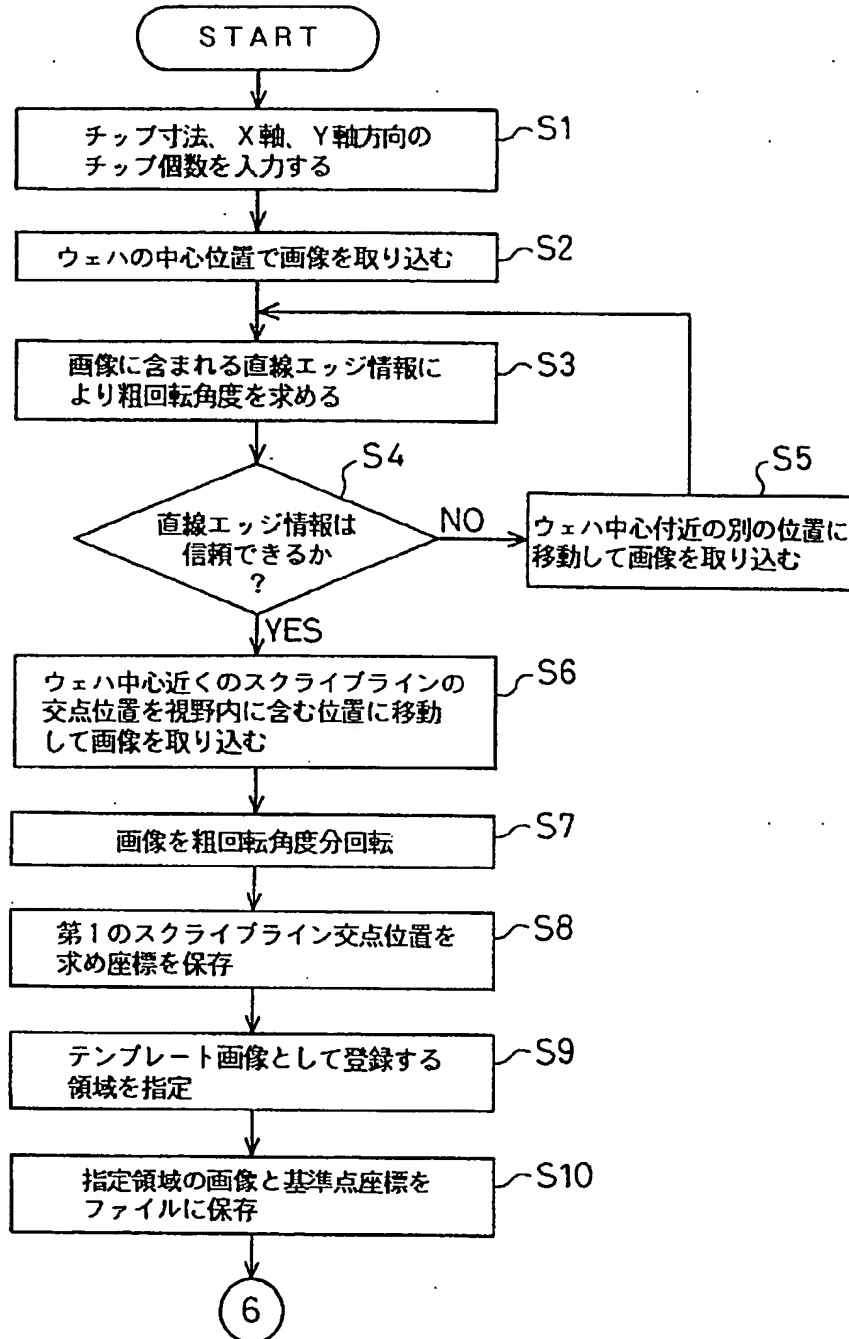 START
チップ寸法、X軸、Y軸方向の
チップ個数を入力する
S1
ウェハの中心位置で画像を取り込む
S2
画像に含まれる直線エッジ情報に
より粗回転角度を求める
S3
直線エッジ情報は
信頼できるか
?
S4
NO
YES
ウェハ中心付近の別の位置に
移動して画像を取り込む
S5
ウェハ中心近くのスクライブラインの
交点位置を視野内に含む位置に移動
して画像を取り込む
S6
画像を粗回転角度分回転
S7
第1のスクライブライン交点位置を
求め座標を保存
S8
テンプレート画像として登録する
領域を指定
S9
指定領域の画像と基準点座標を
ファイルに保存
S10
6